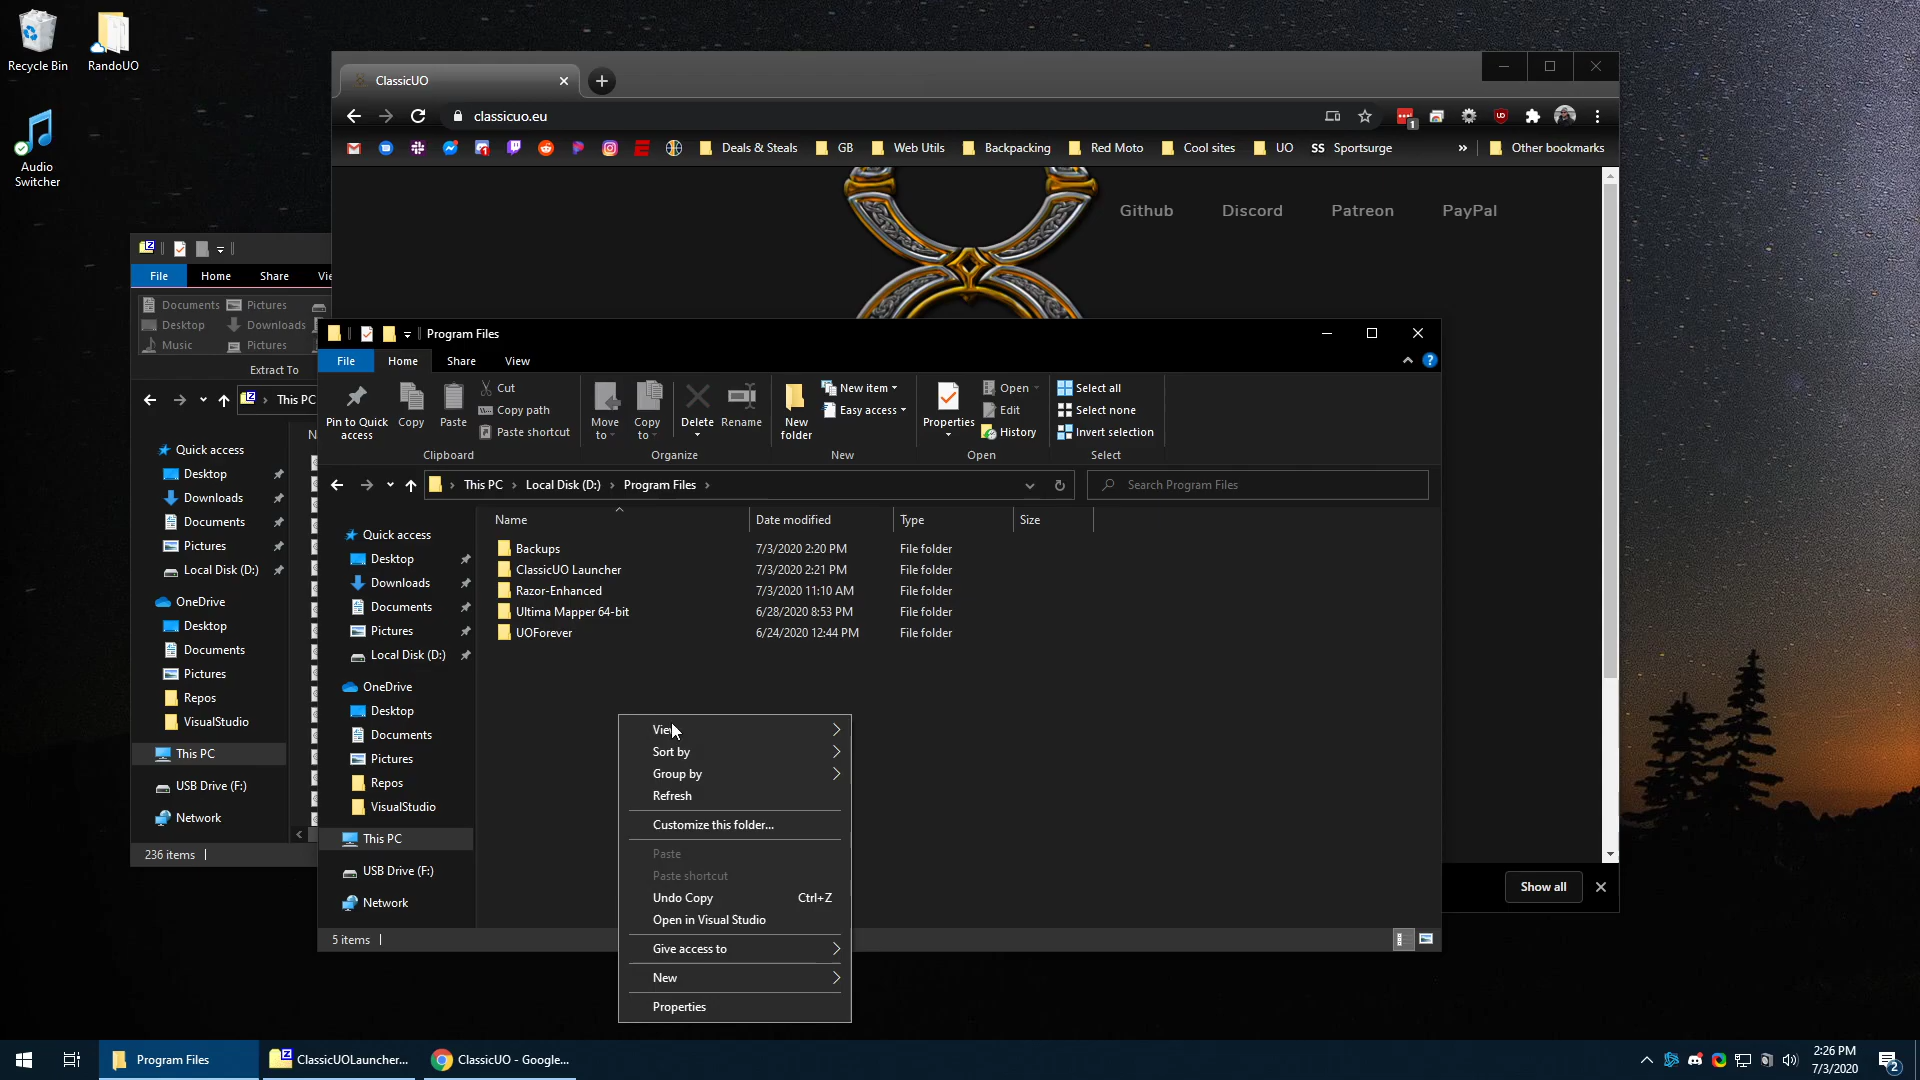 Recycle Bin
RandoUO
Audio
Switcher
ClassicUO
classicuo.eu
1
Deals & Steals
GB
Web Utils
Backpacking
Red Moto
Cool sites
UO
SS Sportsurge
»
Other bookmarks
Github
Discord
Patreon
PayPal
File
Home
Share
Documents
Pictures
Desktop
Downloads
Music
Pictures
Extract To
This PC
Quick access
Desktop
Downloads
Documents
Pictures
Local Disk (D:)
OneDrive
Desktop
Documents
Pictures
Repos
VisualStudio
This PC
USB Drive (F:)
Network
236 items
Program Files
File
Home
Share
View
Pin to Quick
access
Copy
Paste
Cut
Copy path
Paste shortcut
Clipboard
Move
to
Copy
to
Delete
Rename
Organize
New
folder
New item
Easy access
New
Properties
Open
Edit
History
Open
Select all
Select none
Invert selection
Select
This PC
Local Disk (D:)
Program Files
Search Program Files
Quick access
Desktop
Downloads
Documents
Pictures
Local Disk (D:)
OneDrive
Desktop
Documents
Pictures
Repos
VisualStudio
This PC
USB Drive (F:)
Network
Name
Date modified
Type
Size
Backups
7/3/2020 2:20 PM
File folder
ClassicUO Launcher
7/3/2020 2:21 PM
File folder
Razor-Enhanced
7/3/2020 11:10 AM
File folder
Ultima Mapper 64-bit
6/28/2020 8:53 PM
File folder
UOForever
6/24/2020 12:44 PM
File folder
View
Sort by
Group by
Refresh
Customize this folder...
Paste
Paste shortcut
Undo Copy
Ctrl+Z
Open in Visual Studio
Give access to
New
Properties
5 items
Show all
Program Files
ClassicUOLauncher...
ClassicUO - Google...
2:26 PM
7/3/2020
2